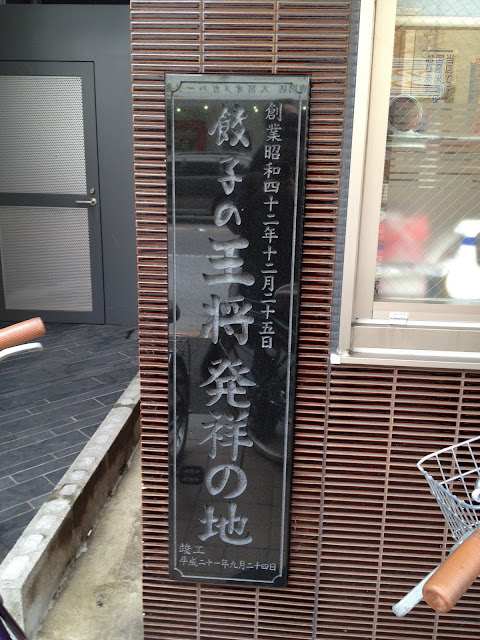 創業昭和四十二年十二月二十五日
餃子の王将発祥の地
竣工
平成二十一年九月二十四日